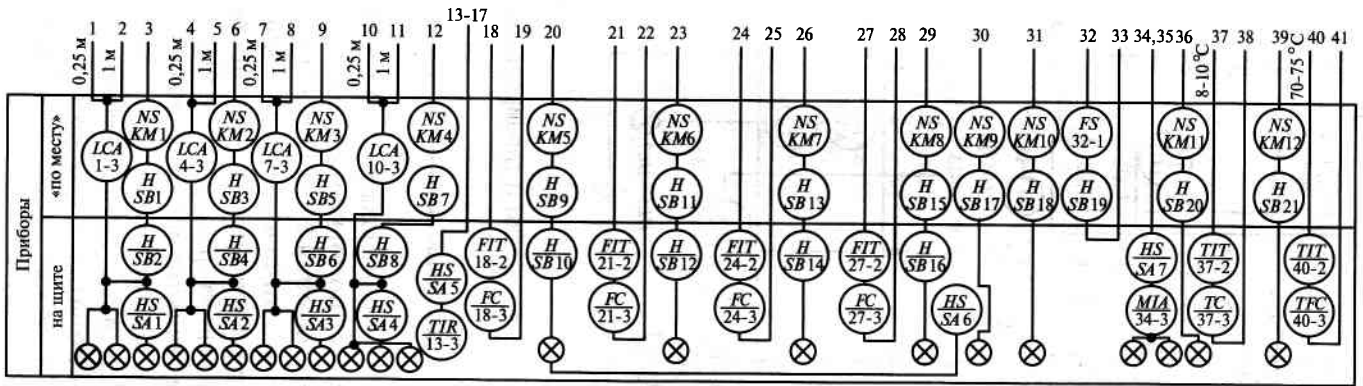 1 2 3 4 5 6 7 8 9 10 11 12 13-17 18 19 20 21 22 23 24 25 26 27 28 29 30 31 32 33 34,35 36 37 38 39 40 41
0,25 м 1 м 0,25 м 1 м 0,25 м 1 м 0,25 м 1 м 8-10 °C 70-75 °C
Приборы
«по месту»
NS KM1 NS KM2 NS KM3 NS KM4 NS KM5 NS KM6 NS KM7 NS KM8 NS KM9 NS KM10 FS 32-1 NS KM11 NS KM12
LCA 1-3 LCA 4-3 LCA 7-3 LCA 10-3
H SB1 H SB3 H SB5 H SB7 H SB9 H SB11 H SB13 H SB15 H SB17 H SB18 H SB19 H SB20 H SB21
на щите
H SB2 H SB4 H SB6 H SB8 HS SA5 FIT 18-2 H SB10 FIT 21-2 H SB12 FIT 24-2 H SB14 FIT 27-2 H SB16 HS SA7 TIT 37-2 TIT 40-2
HS SA1 HS SA2 HS SA3 HS SA4 TIR 13-3 FC 18-3 FC 21-3 FC 24-3 FC 27-3 HS SA6 MIA 34-3 TC 37-3 TFC 40-3